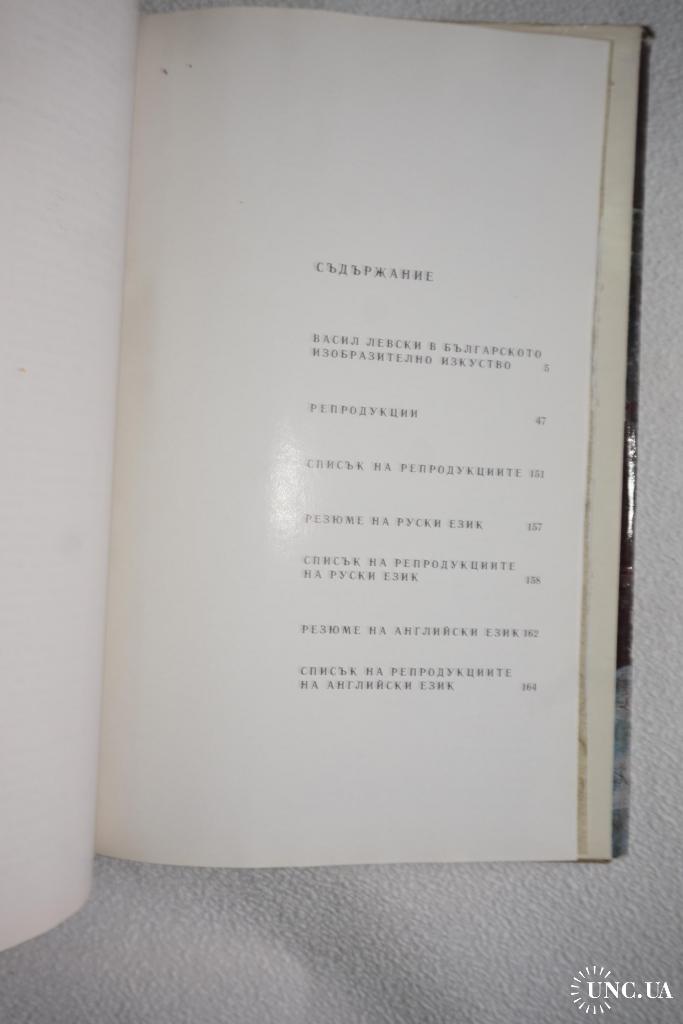 СЪДЪРЖАНИЕ
ВАСИЛ ЛЕВСКИ В БЪЛГАРСКОТО
ИЗОБРАЗИТЕЛНО ИЗКУСТВО 5
РЕПРОДУКЦИИ 47
СПИСЪК НА РЕПРОДУКЦИИТЕ 151
РЕЗЮМЕ НА РУСКИ ЕЗИК 157
СПИСЪК НА РЕПРОДУКЦИИТЕ
НА РУСКИ ЕЗИК 158
РЕЗЮМЕ НА АНГЛИЙСКИ ЕЗИК 162
СПИСЪК НА РЕПРОДУКЦИИТЕ
НА АНГЛИЙСКИ ЕЗИК 164
UNC.UA